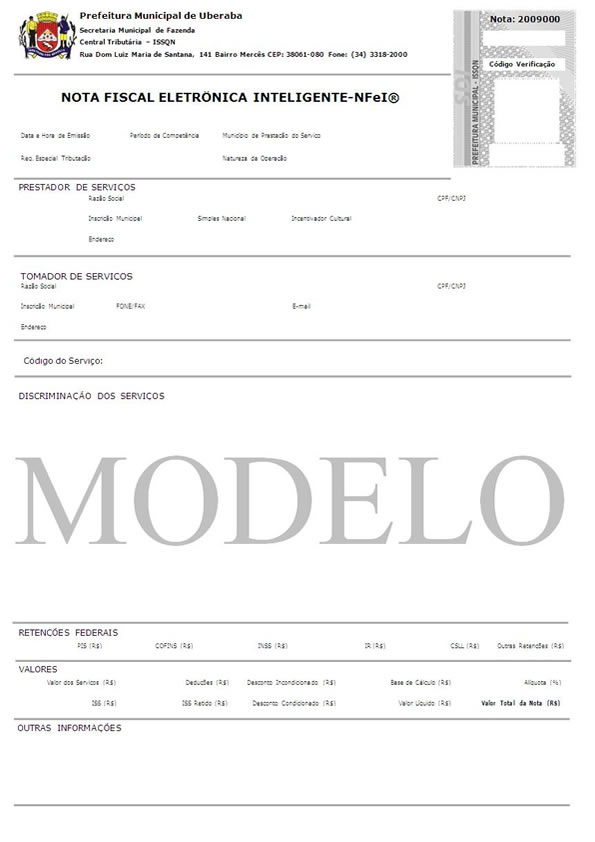 Prefeitura Municipal de Uberaba
Secretaria Municipal de Fazenda
Central Tributária – ISSQN
Rua Dom Luiz Maria de Santana, 141 Bairro Mercês CEP: 38061-080 Fone: (34) 3318-2000
Nota: 2009000
Código Verificação
PREFEITURA MUNICIPAL - ISSQN
NOTA FISCAL ELETRÖNICA INTELIGENTE-NFeI®
Data e Hora de Emissão Período de Competência Município de Prestação do Serviço
Reg. Especial Tributação Natureza da Operação
PRESTADOR DE SERVIÇOS
Razão Social CPF/CNPJ
Inscrição Municipal Simples Nacional Incentivador Cultural
Endereço
TOMADOR DE SERVIÇOS
Razão Social CPF/CNPJ
Inscrição Municipal FONE/FAX E-mail
Endereço
Código do Serviço:
DISCRIMINAÇÃO DOS SERVIÇOS
MODELO
RETENÇÕES FEDERAIS
PIS (R$) COFINS (R$) INSS (R$) IR (R$) CSLL (R$) Outras Retenções (R$)
VALORES
Valor dos Serviços (R$) Deduções (R$) Desconto Incondicionado (R$) Base de Cálculo (R$) Alíquota (%)
ISS (R$) ISS Retido (R$) Desconto Condicionado (R$) Valor Líquido (R$) Valor Total da Nota (R$)
OUTRAS INFORMAÇÕES